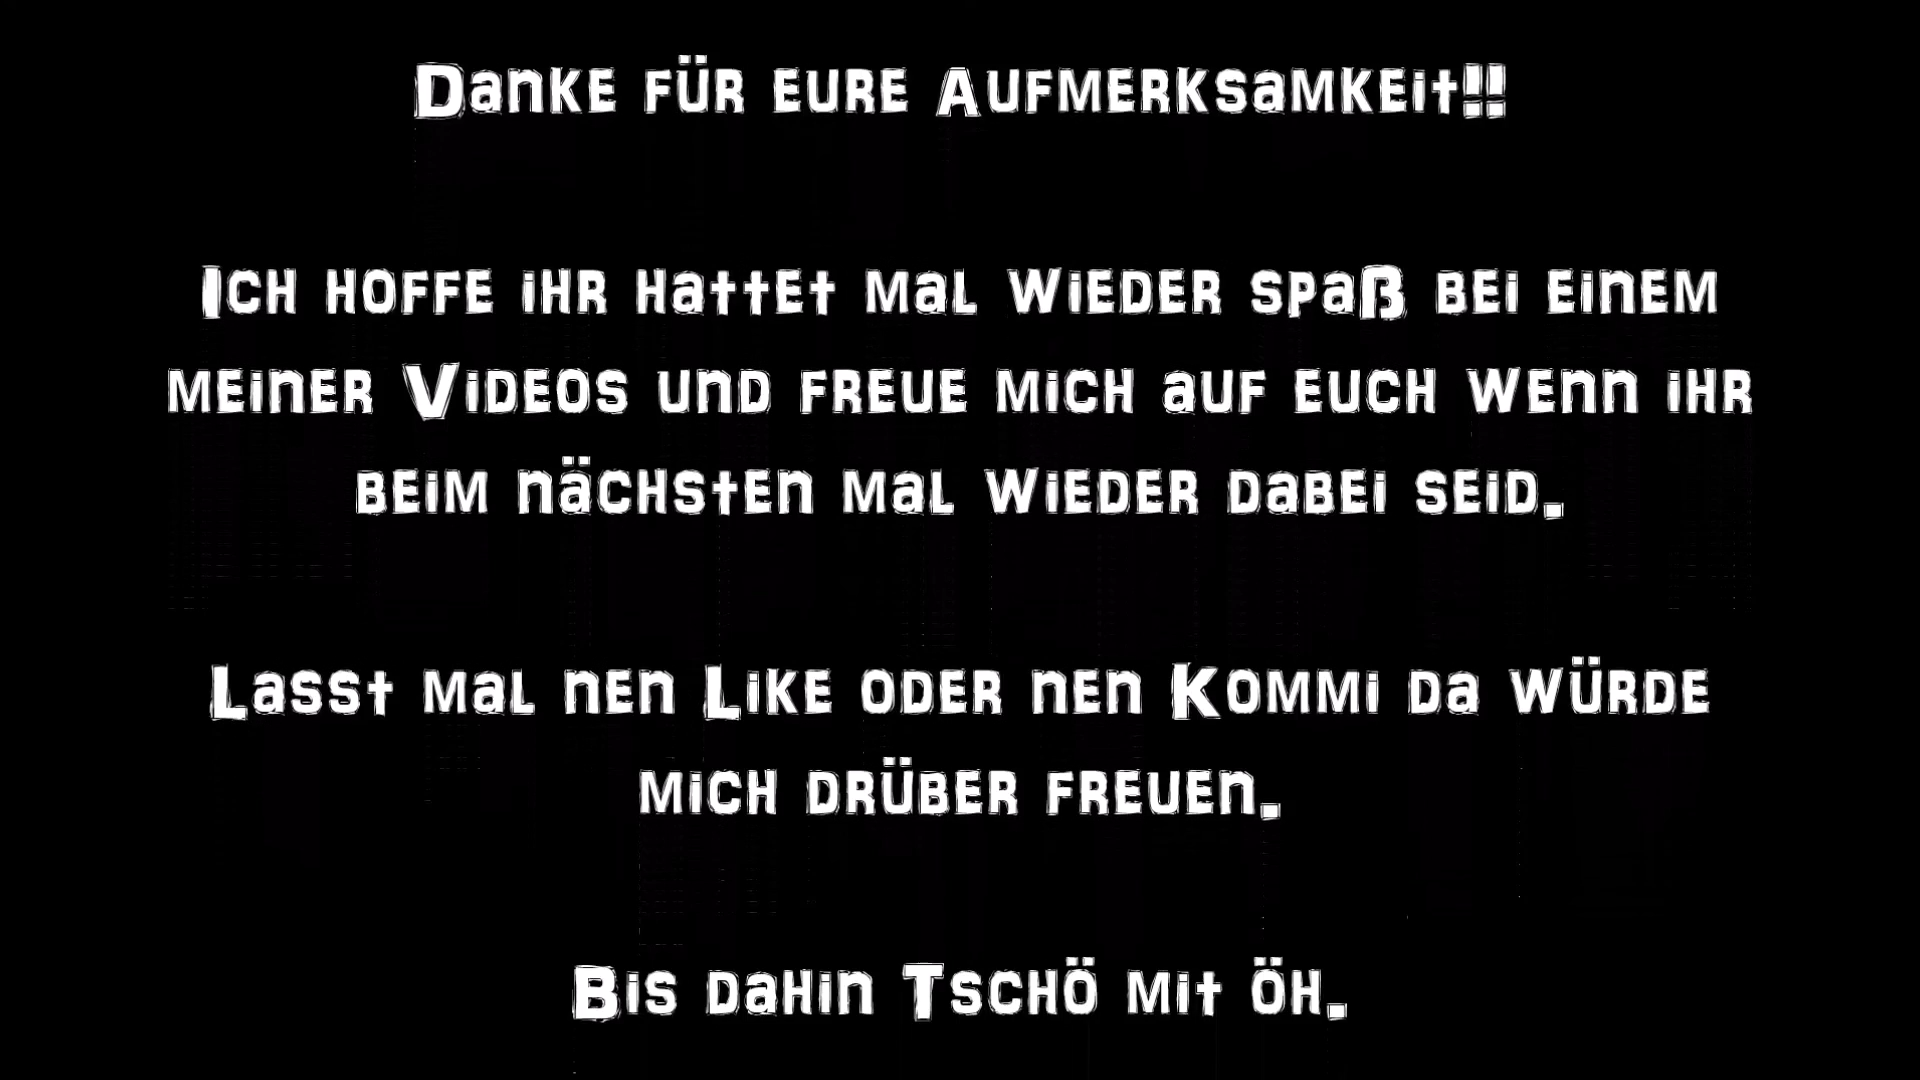 Danke für eure Aufmerksamkeit!!
Ich hoffe ihr hattet mal wieder spaß bei einem
meiner Videos und freue mich auf euch wenn ihr
beim nächsten mal wieder dabei seid.
Lasst mal nen Like oder nen Kommi da würde
mich drüber freuen.
Bis dahin Tschö mit öh.